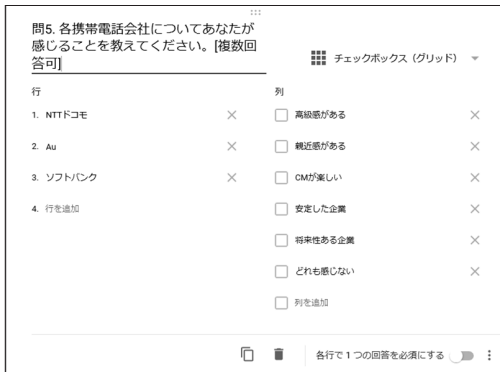 問5. 各携帯電話会社についてあなたが
感じることを教えてください。[複数回
答可]
チェックボックス（グリッド）
行
1. NTTドコモ
2. Au
3. ソフトバンク
4. 行を追加
列
高級感がある
親近感がある
CMが楽しい
安定した企業
将来性ある企業
どれも感じない
列を追加
各行で 1 つの回答を必須にする